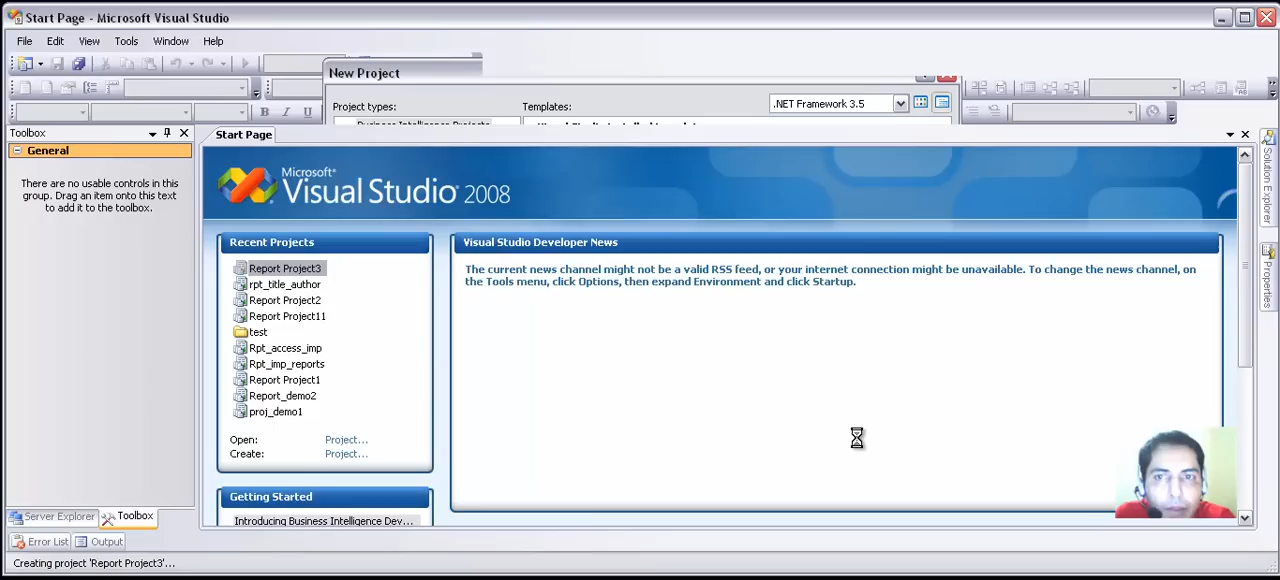 Start Page - Microsoft Visual Studio
File Edit View Tools Window Help
New Project
Project types: Templates: .NET Framework 3.5
B I U
Business Intelligence Projects
Toolbox
Start Page
General
There are no usable controls in this
group. Drag an item onto this text
to add it to the toolbox.
Microsoft®
Visual Studio® 2008
Recent Projects
Report Project3
rpt_title_author
Report Project2
Report Project11
test
Rpt_access_imp
Rpt_imp_reports
Report Project1
Report_demo2
proj_demo1
Open: Project...
Create: Project...
Getting Started
Introducing Business Intelligence Dev...
Visual Studio Developer News
The current news channel might not be a valid RSS feed, or your internet connection might be unavailable. To change the news channel, on
the Tools menu, click Options, then expand Environment and click Startup.
Solution Explorer
Properties
Server Explorer Toolbox
Error List Output
Creating project 'Report Project3'...